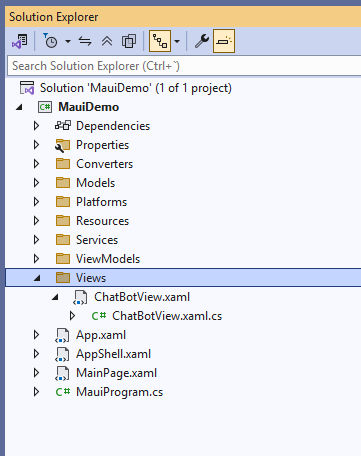 Solution Explorer
Search Solution Explorer (Ctrl+`)
Solution 'MauiDemo' (1 of 1 project)
C# MauiDemo
Dependencies
Properties
Converters
Models
Platforms
Resources
Services
ViewModels
Views
ChatBotView.xaml
C# ChatBotView.xaml.cs
App.xaml
AppShell.xaml
MainPage.xaml
C# MauiProgram.cs